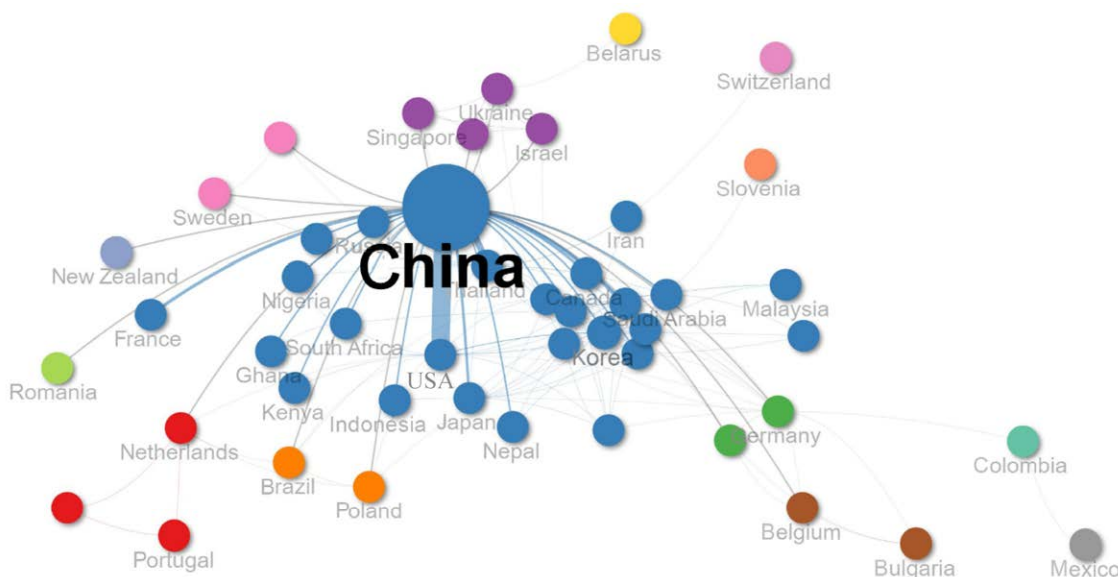 Belarus
Switzerland
Ukraine
Singapore
Israel
Slovenia
Sweden
Iran
Russia
New Zealand
China
Thailand
Nigeria
Canada
Malaysia
Saudi Arabia
France
South Africa
Korea
Ghana
USA
Romania
Kenya
Indonesia
Japan
Nepal
Germany
Netherlands
Colombia
Brazil
Poland
Belgium
Portugal
Bulgaria
Mexico